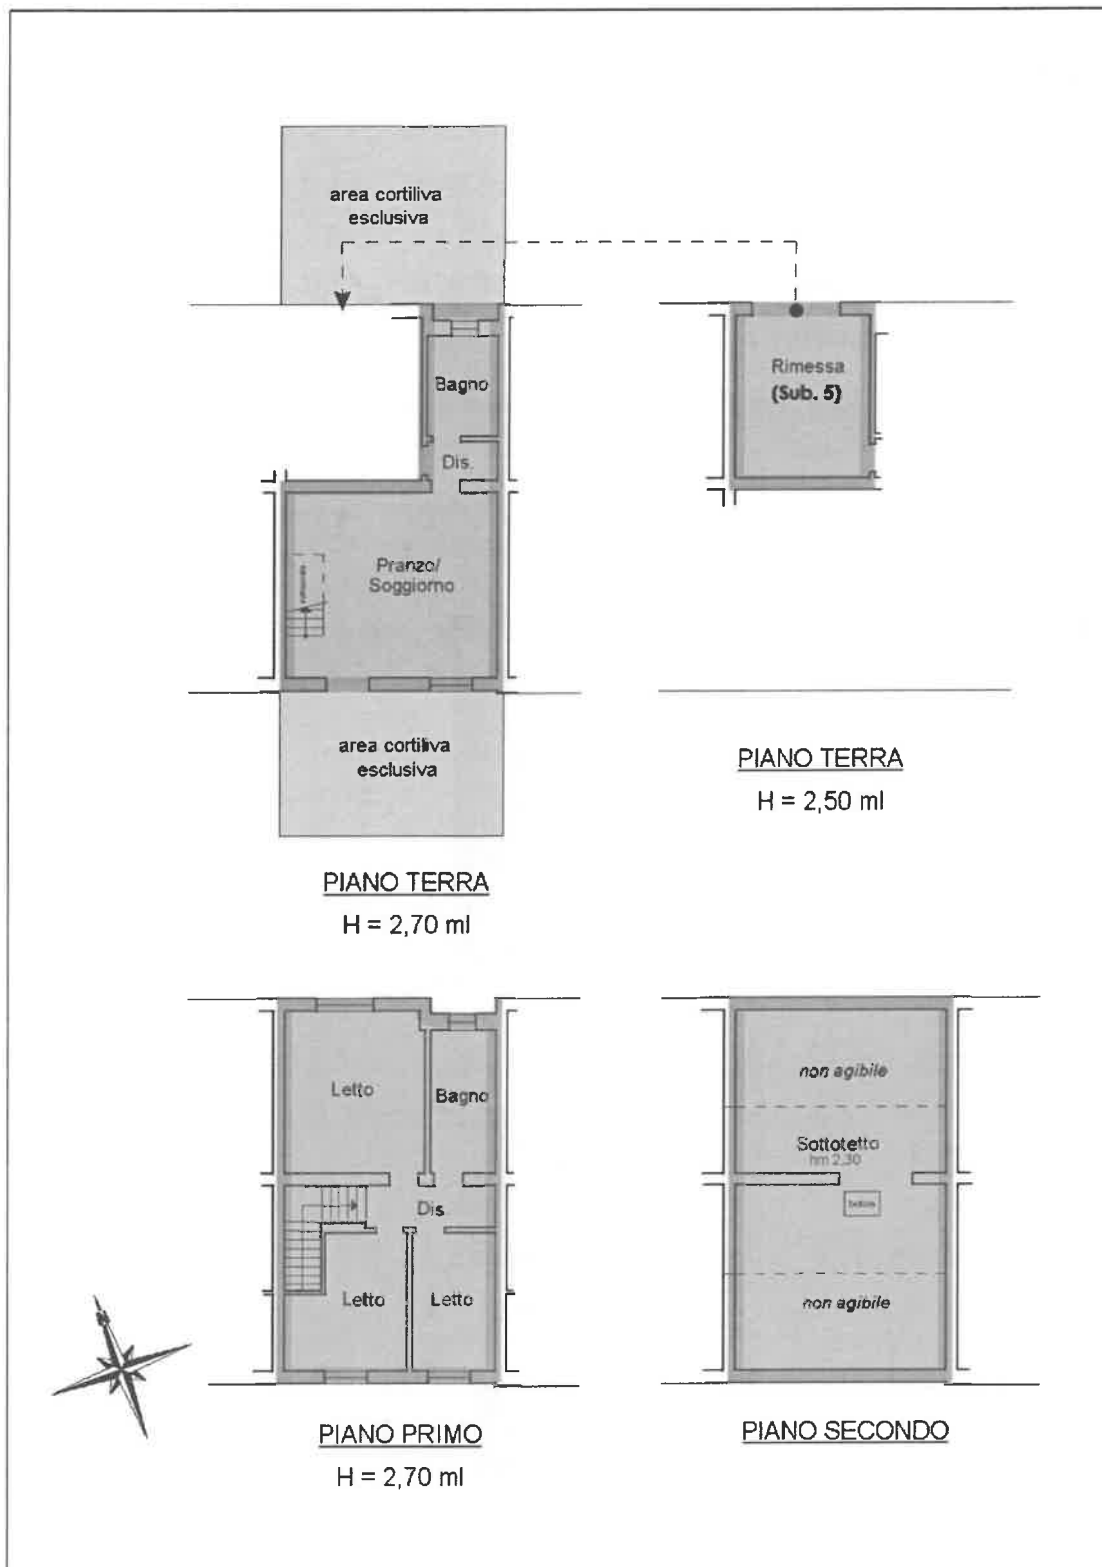 area cortiliva
esclusiva
Bagno
Dis.
Pranzo/
Soggiorno
area cortiliva
esclusiva
PIANO TERRA
H = 2,70 ml
Rimessa
(Sub. 5)
PIANO TERRA
H = 2,50 ml
Letto
Bagno
Dis.
Letto
Letto
N
PIANO PRIMO
H = 2,70 ml
non agibile
Sottotetto
hm 2,30
botola
non agibile
PIANO SECONDO